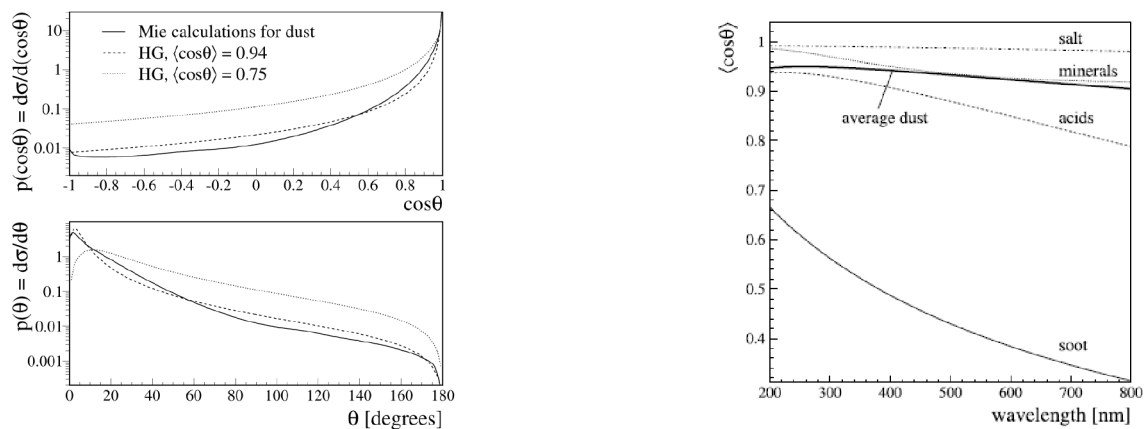 p(cosθ) = dσ/d(cosθ)
10
1
0.1
0.01
Mie calculations for dust
HG, ⟨cosθ⟩ = 0.94
HG, ⟨cosθ⟩ = 0.75
-1 -0.8 -0.6 -0.4 -0.2 0 0.2 0.4 0.6 0.8 1
cosθ
p(θ) = dσ/dθ
1
0.1
0.01
0.001
0 20 40 60 80 100 120 140 160 180
θ [degrees]
⟨cosθ⟩
1
0.9
0.8
0.7
0.6
0.5
0.4
salt
minerals
average dust
acids
soot
200 300 400 500 600 700 800
wavelength [nm]